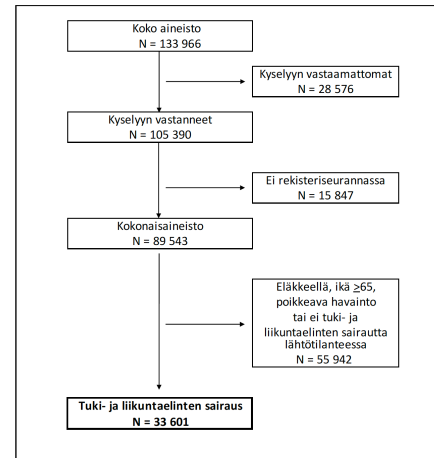 Koko aineisto
N = 133 966
Kyselyyn vastaamattomat
N = 28 576
Kyselyyn vastanneet
N = 105 390
Ei rekisteriseurannassa
N = 15 847
Kokonaisaineisto
N = 89 543
Eläkkeellä, ikä ≥65,
poikkeava havainto
tai ei tuki- ja
liikuntaelinten sairautta
lähtötilanteessa
N = 55 942
Tuki- ja liikuntaelinten sairaus
N = 33 601